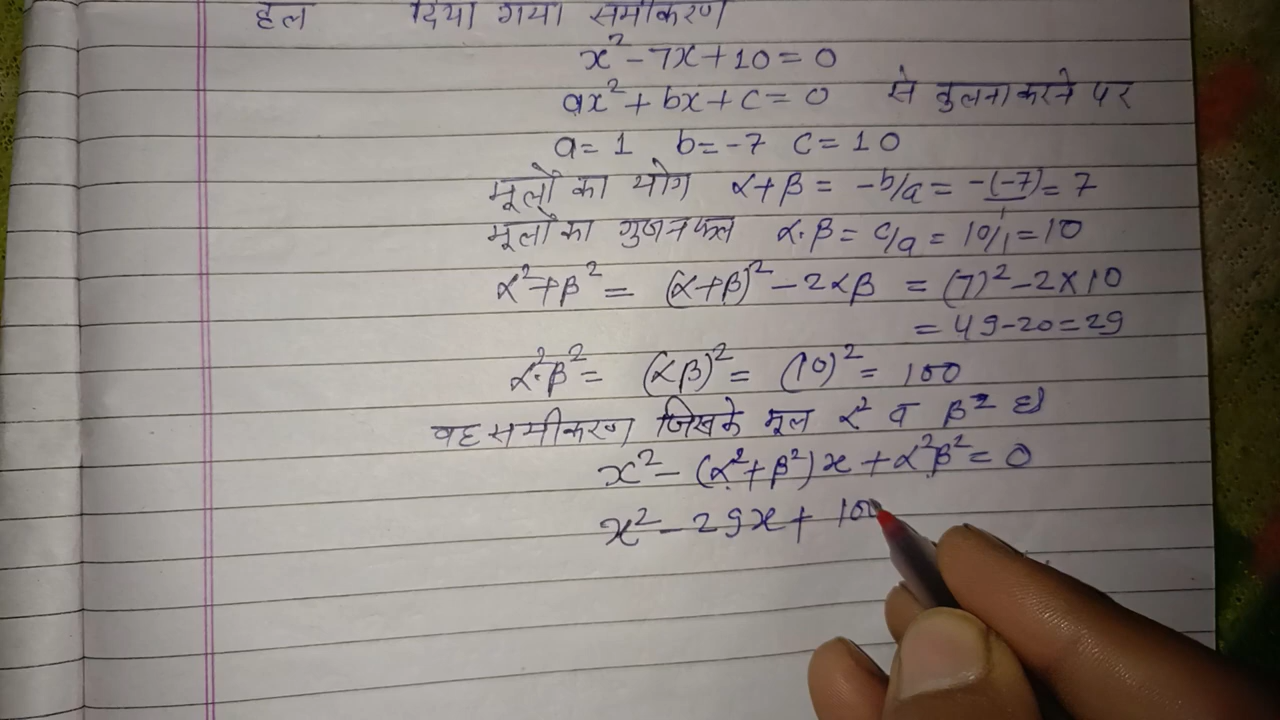 हल दिया गया समीकरण
x² - 7x + 10 = 0
ax² + bx + c = 0 से तुलना करने पर
a = 1 b = -7 c = 10
मूलों का योग α+β = -b/a = -(-7)/1 = 7
मूलों का गुणनफल α.β = c/a = 10/1 = 10
α²+β² = (α+β)² - 2αβ = (7)² - 2×10
= 49-20 = 29
α².β² = (αβ)² = (10)² = 100
वह समीकरण जिसके मूल α² व β² है
x² - (α²+β²)x + α²β² = 0
x² - 29x + 100